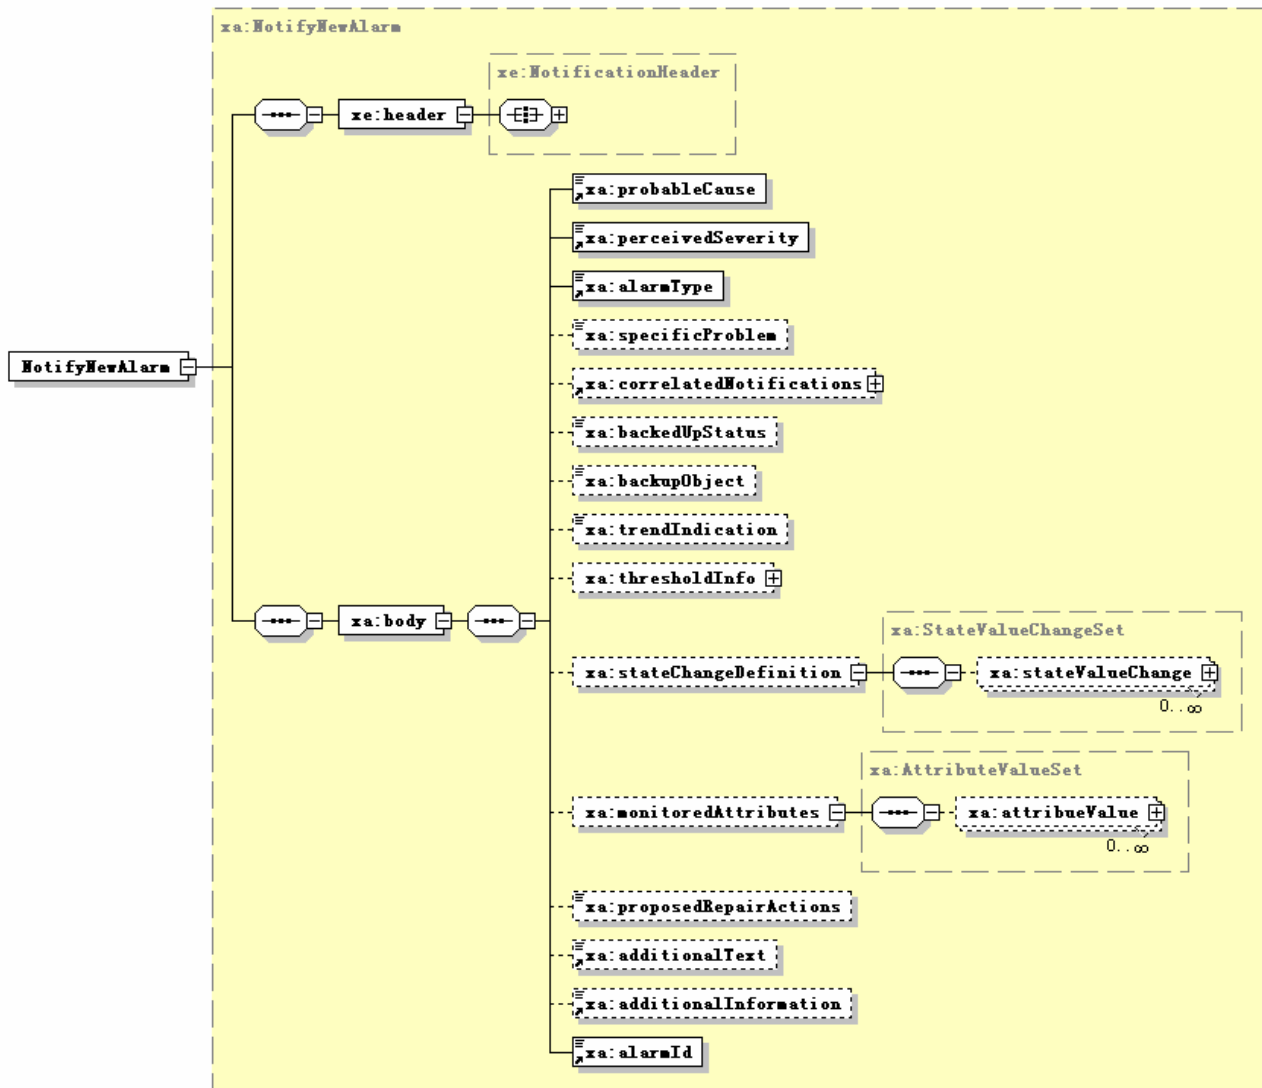 xa:NotifyNewAlarm
xe:NotificationHeader
xe:header
xa:probableCause
xa:perceivedSeverity
xa:alarmType
xa:specificProblem
NotifyNewAlarm
xa:correlatedNotifications
xa:backedUpStatus
xa:backupObject
xa:trendIndication
xa:thresholdInfo
xa:body
xa:StateValueChangeSet
xa:stateChangeDefinition
xa:stateValueChange
0..∞
xa:AttributeValueSet
xa:monitoredAttributes
xa:attribueValue
0..∞
xa:proposedRepairActions
xa:additionalText
xa:additionalInformation
xa:alarmId